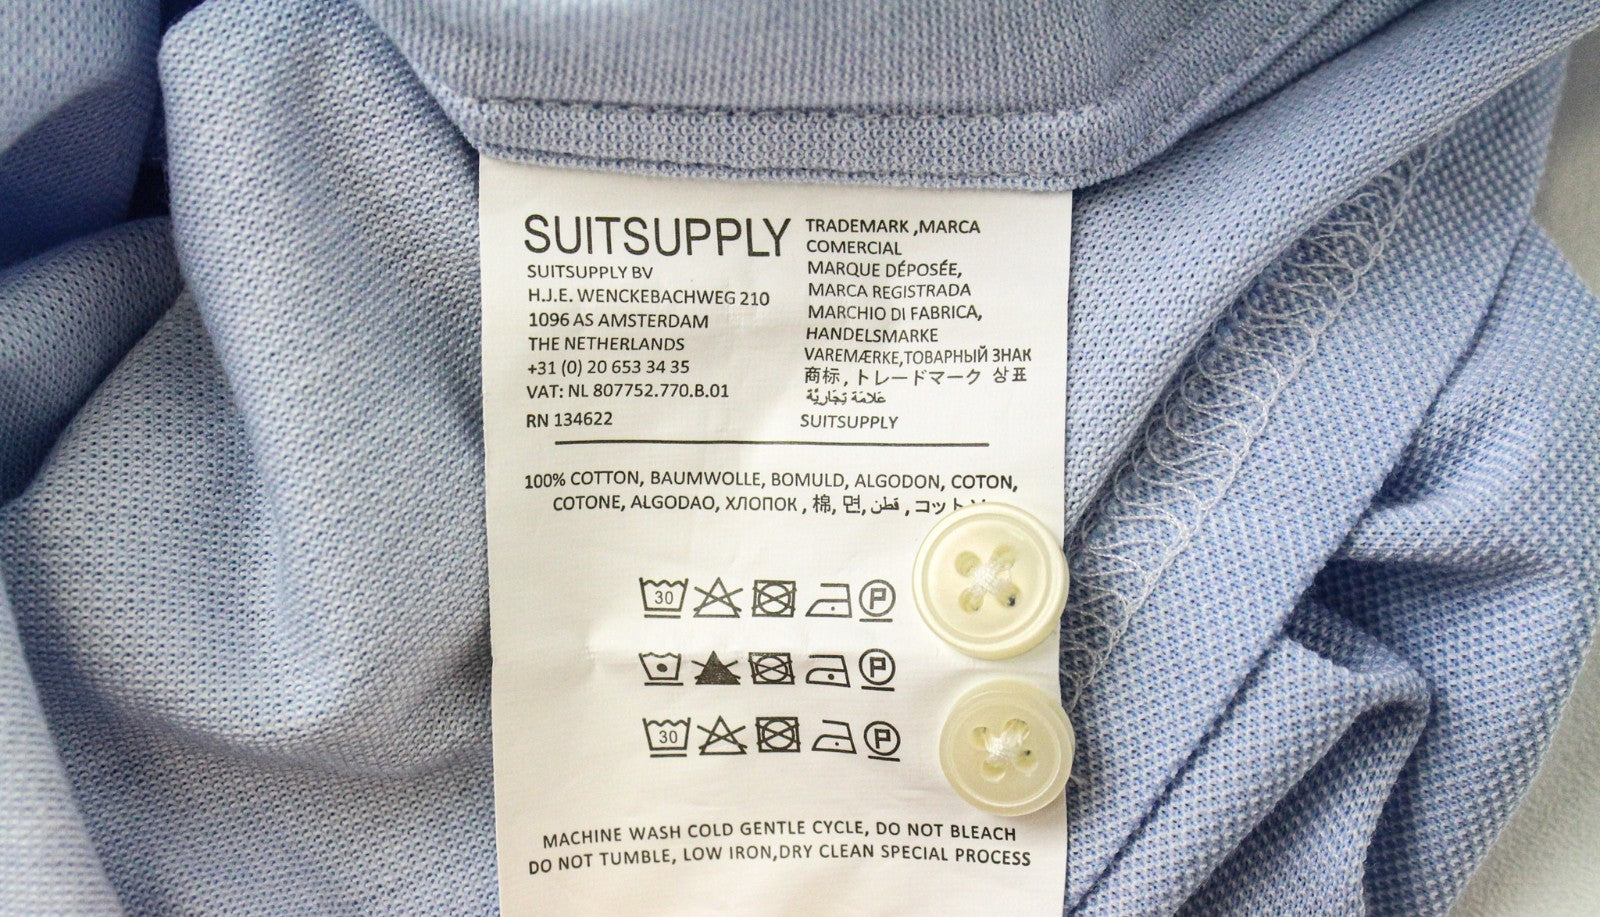 SUITSUPPLY
SUITSUPPLY BV
H.J.E. WENCKEBACHWEG 210
1096 AS AMSTERDAM
THE NETHERLANDS
+31 (0) 20 653 34 35
VAT: NL 807752.770.B.01
RN 134622
TRADEMARK ,MARCA
COMERCIAL
MARQUE DÉPOSÉE,
MARCA REGISTRADA
MARCHIO DI FABRICA,
HANDELSMARKE
VAREMÆRKE,ТОВАРНЫЙ ЗНАК
商标 , トレードマーク 상표
عَلامَة تِجَاريَّة
SUITSUPPLY
100% COTTON, BAUMWOLLE, BOMULD, ALGODON, COTON,
COTONE, ALGODAO, ХЛОПОК , 棉, 면, قطن ,
30 P
P
30 P
MACHINE WASH COLD GENTLE CYCLE, DO NOT BLEACH
DO NOT TUMBLE, LOW IRON,DRY CLEAN SPECIAL PROCESS